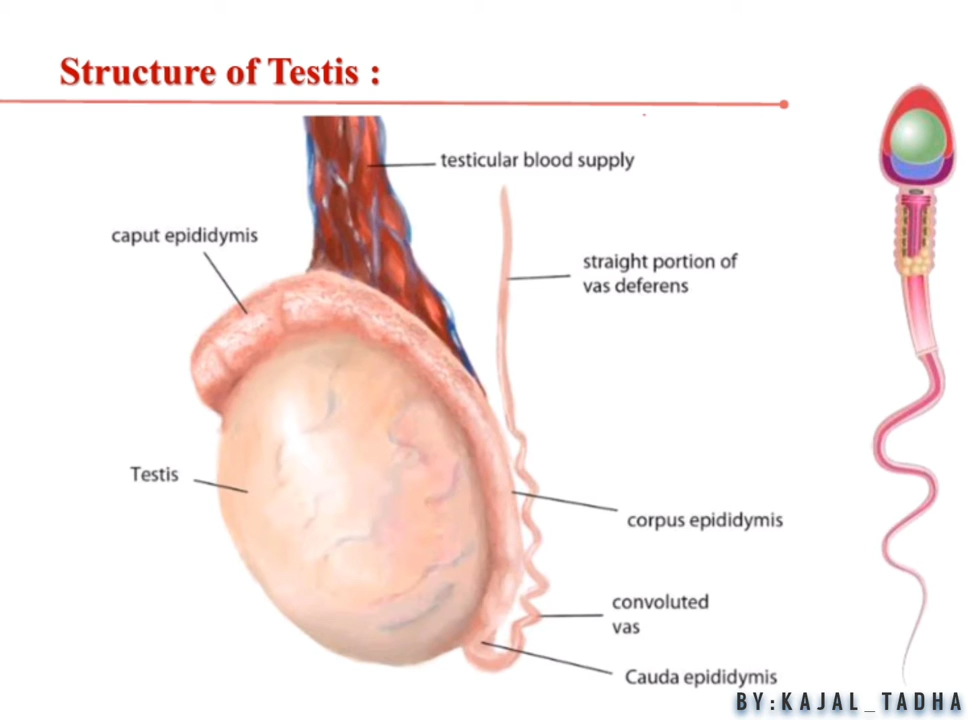 Structure of Testis :
testicular blood supply
caput epididymis
straight portion of
vas deferens
Testis
corpus epididymis
convoluted
vas
Cauda epididymis
BY:KAJAL_TADHA